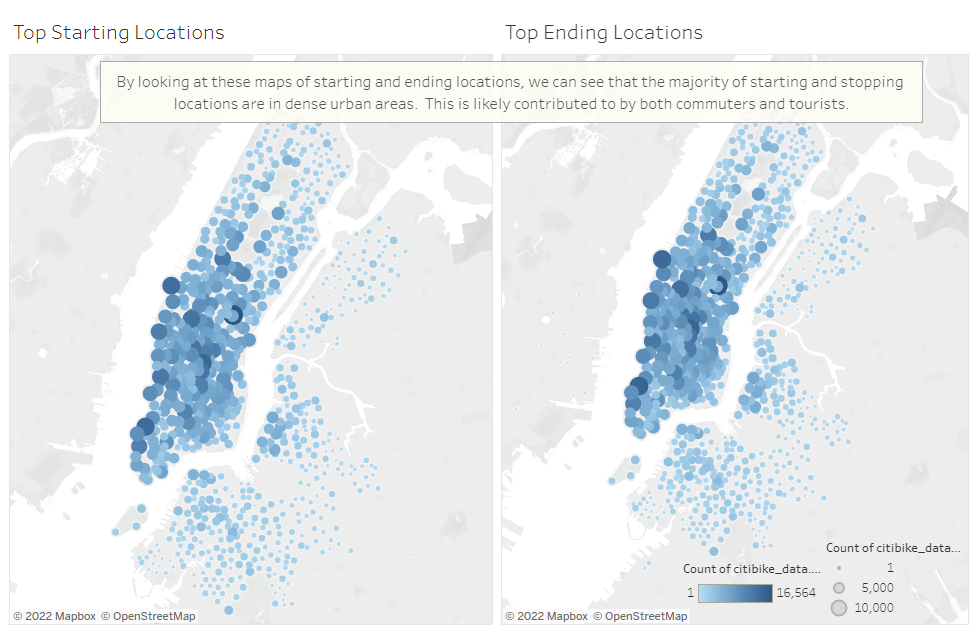 Top Starting Locations
Top Ending Locations
By looking at these maps of starting and ending locations, we can see that the majority of starting and stopping
locations are in dense urban areas.  This is likely contributed to by both commuters and tourists.
Count of citibike_data....
1
16,564
Count of citibike_data...
1
5,000
10,000
© 2022 Mapbox © OpenStreetMap
© 2022 Mapbox © OpenStreetMap